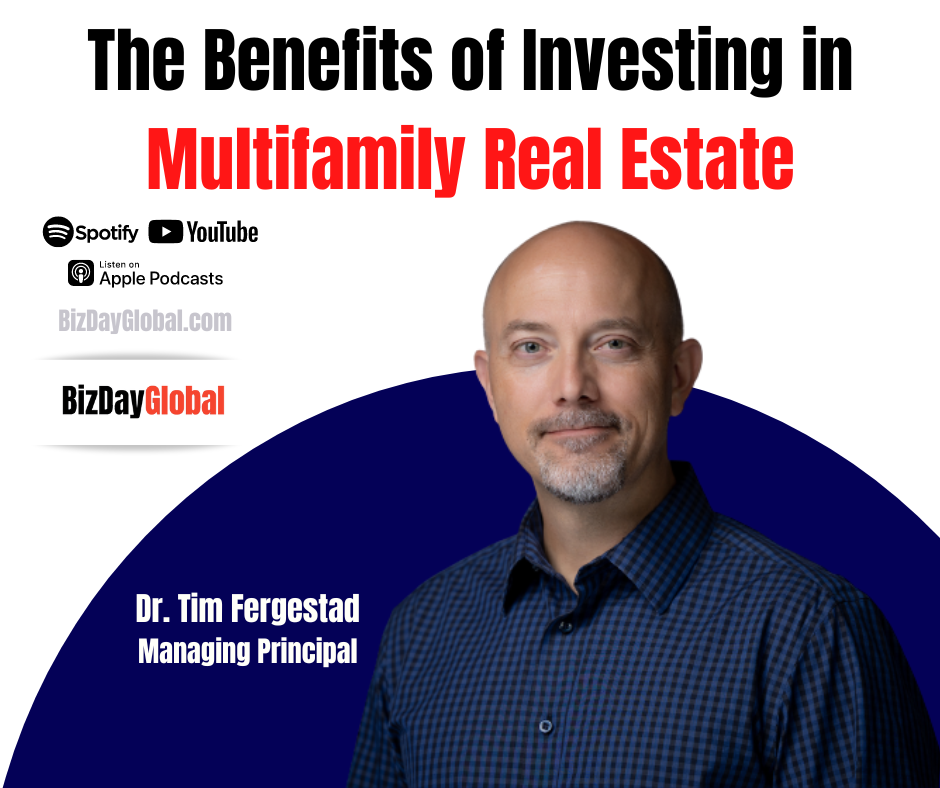 The Benefits of Investing in
Multifamily Real Estate
Spotify YouTube
Listen on
Apple Podcasts
BizDayGlobal.com
BizDayGlobal
Dr. Tim Fergestad
Managing Principal